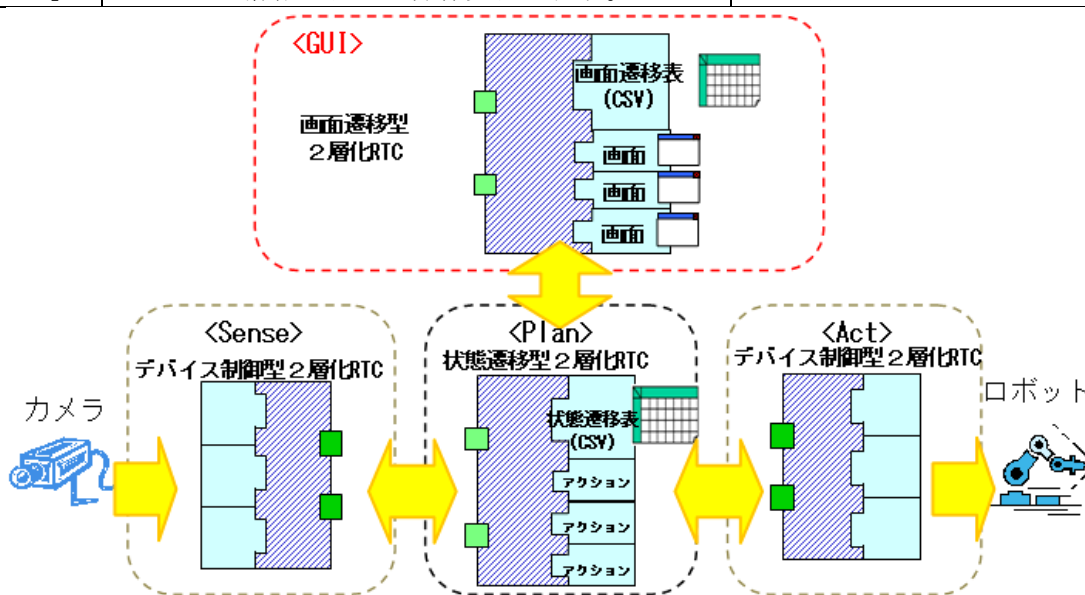 <GUI>
画面遷移表
(CSV)
画面遷移型
２層化RTC
画面
画面
画面
<Sense>
デバイス制御型２層化RTC
<Plan>
状態遷移型２層化RTC
<Act>
デバイス制御型２層化RTC
カメラ
状態遷移表
(CSV)
アクション
アクション
アクション
ロボット